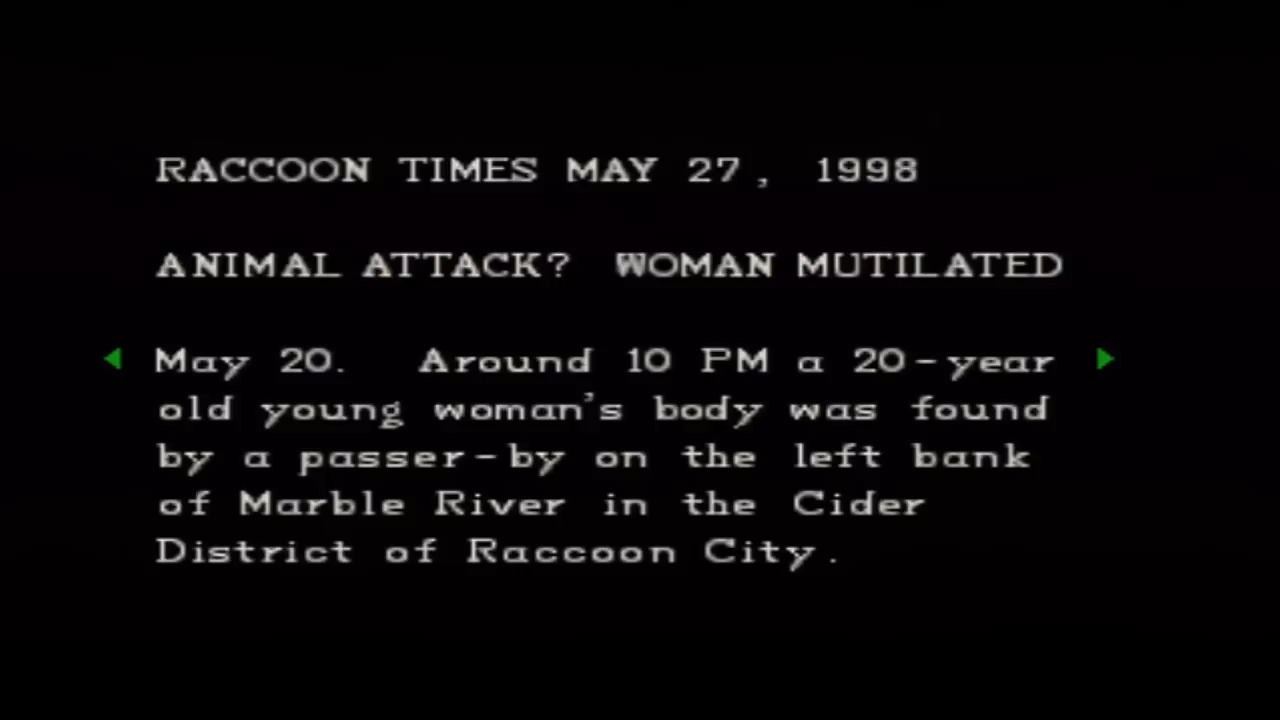 RACCOON TIMES MAY 27, 1998
ANIMAL ATTACK? WOMAN MUTILATED
May 20. Around 10 PM a 20-year
old young woman's body was found
by a passer-by on the left bank
of Marble River in the Cider
District of Raccoon City.